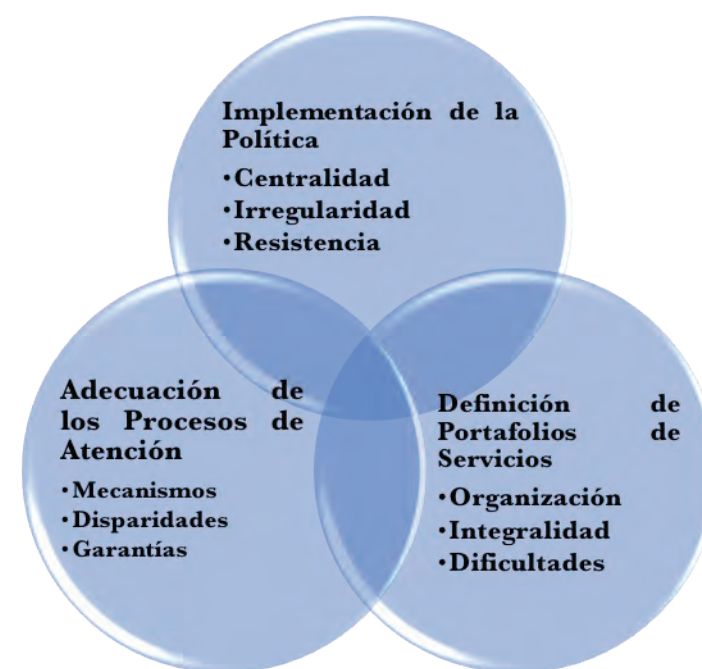 Implementación de la
Política
•Centralidad
•Irregularidad
•Resistencia
Adecuación de
los Procesos de
Atención
•Mecanismos
•Disparidades
•Garantías
Definición de
Portafolios de
Servicios
•Organización
•Integralidad
•Dificultades